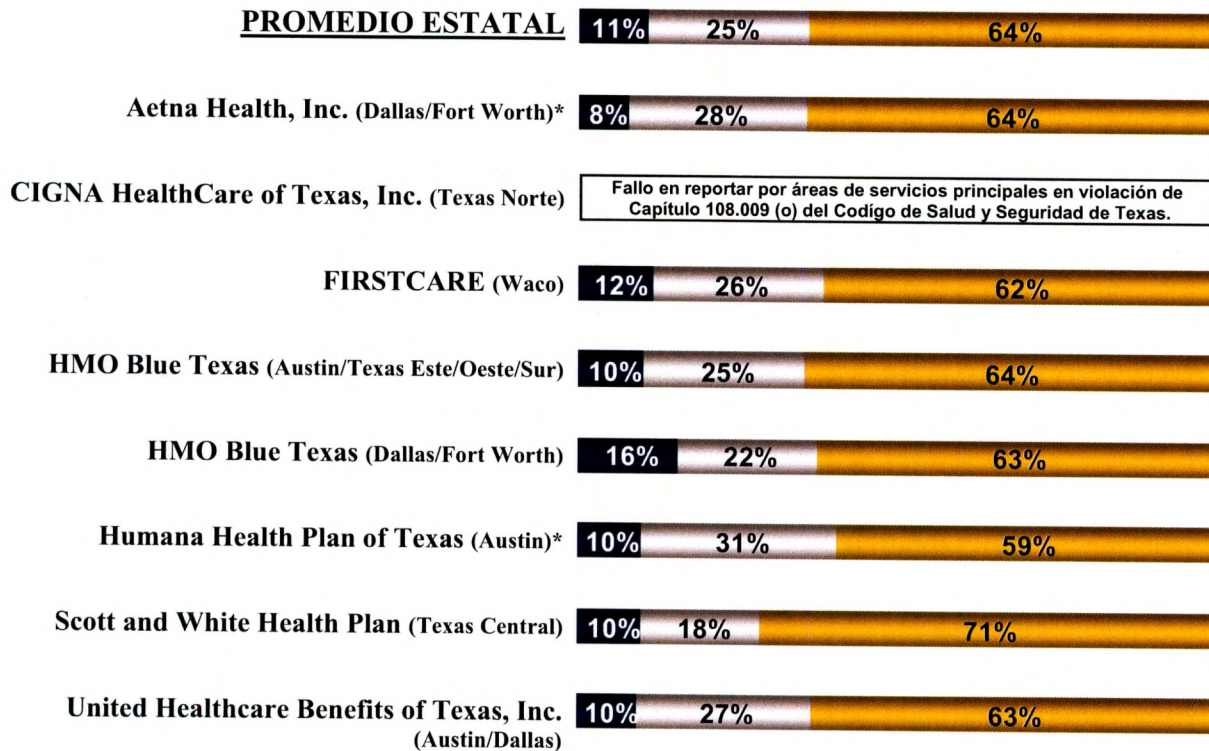 PROMEDIO ESTATAL 11% 25% 64%
Aetna Health, Inc. (Dallas/Fort Worth)* 8% 28% 64%
CIGNA HealthCare of Texas, Inc. (Texas Norte)
Fallo en reportar por áreas de servicios principales en violación de
Capítulo 108.009 (o) del Codígo de Salud y Seguridad de Texas.
FIRSTCARE (Waco) 12% 26% 62%
HMO Blue Texas (Austin/Texas Este/Oeste/Sur) 10% 25% 64%
HMO Blue Texas (Dallas/Fort Worth) 16% 22% 63%
Humana Health Plan of Texas (Austin)* 10% 31% 59%
Scott and White Health Plan (Texas Central) 10% 18% 71%
United Healthcare Benefits of Texas, Inc. 10% 27% 63%
(Austin/Dallas)